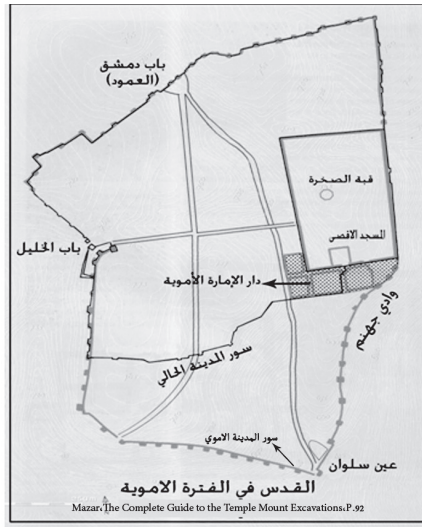 باب دمشق
(العمود)
قبة الصخرة
المسجد الاقصى
باب الخليل
دار الإمارة الأموية
وادي جهنم
سور المدينة الحالي
سور المدينة الاموي
عين سلوان
القدس في الفترة الاموية
Mazar،The Complete Guide to the Temple Mount Excavations،P.92